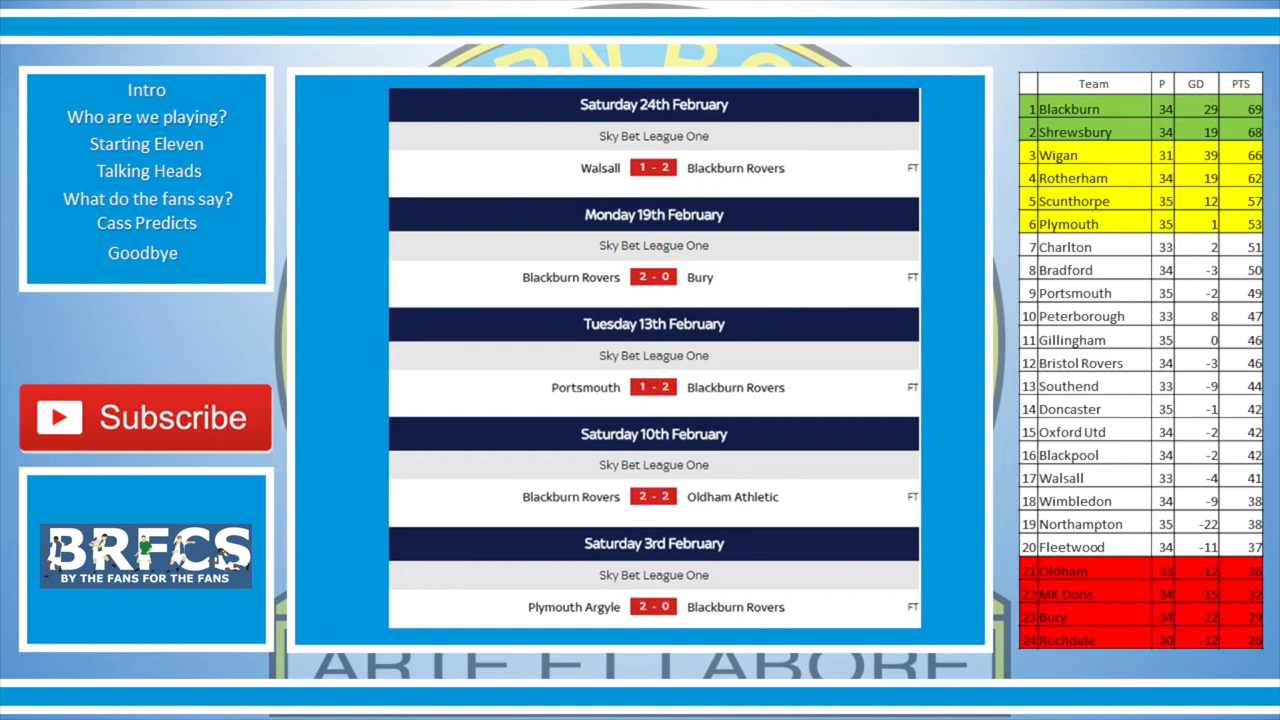 Intro
Who are we playing?
Starting Eleven
Talking Heads
What do the fans say?
Cass Predicts
Goodbye
Subscribe
BRFCS
BY THE FANS FOR THE FANS
Saturday 24th February
Sky Bet League One
Walsall 1 - 2 Blackburn Rovers FT
Monday 19th February
Sky Bet League One
Blackburn Rovers 2 - 0 Bury FT
Tuesday 13th February
Sky Bet League One
Portsmouth 1 - 2 Blackburn Rovers FT
Saturday 10th February
Sky Bet League One
Blackburn Rovers 2 - 2 Oldham Athletic FT
Saturday 3rd February
Sky Bet League One
Plymouth Argyle 2 - 0 Blackburn Rovers FT
Team P GD PTS
1 Blackburn 34 29 69
2 Shrewsbury 34 19 68
3 Wigan 31 39 66
4 Rotherham 34 19 62
5 Scunthorpe 35 12 57
6 Plymouth 35 1 53
7 Charlton 33 2 51
8 Bradford 34 -3 50
9 Portsmouth 35 -2 49
10 Peterborough 33 8 47
11 Gillingham 35 0 46
12 Bristol Rovers 34 -3 46
13 Southend 33 -9 44
14 Doncaster 35 -1 42
15 Oxford Utd 34 -2 42
16 Blackpool 34 -2 42
17 Walsall 33 -4 41
18 Wimbledon 34 -9 38
19 Northampton 35 -22 38
20 Fleetwood 34 -11 37
21 Oldham 33 -12 36
22 MK Dons 34 -15 32
23 Bury 34 -22 29
24 Rochdale 30 -12 26
ARTE ET LABORE